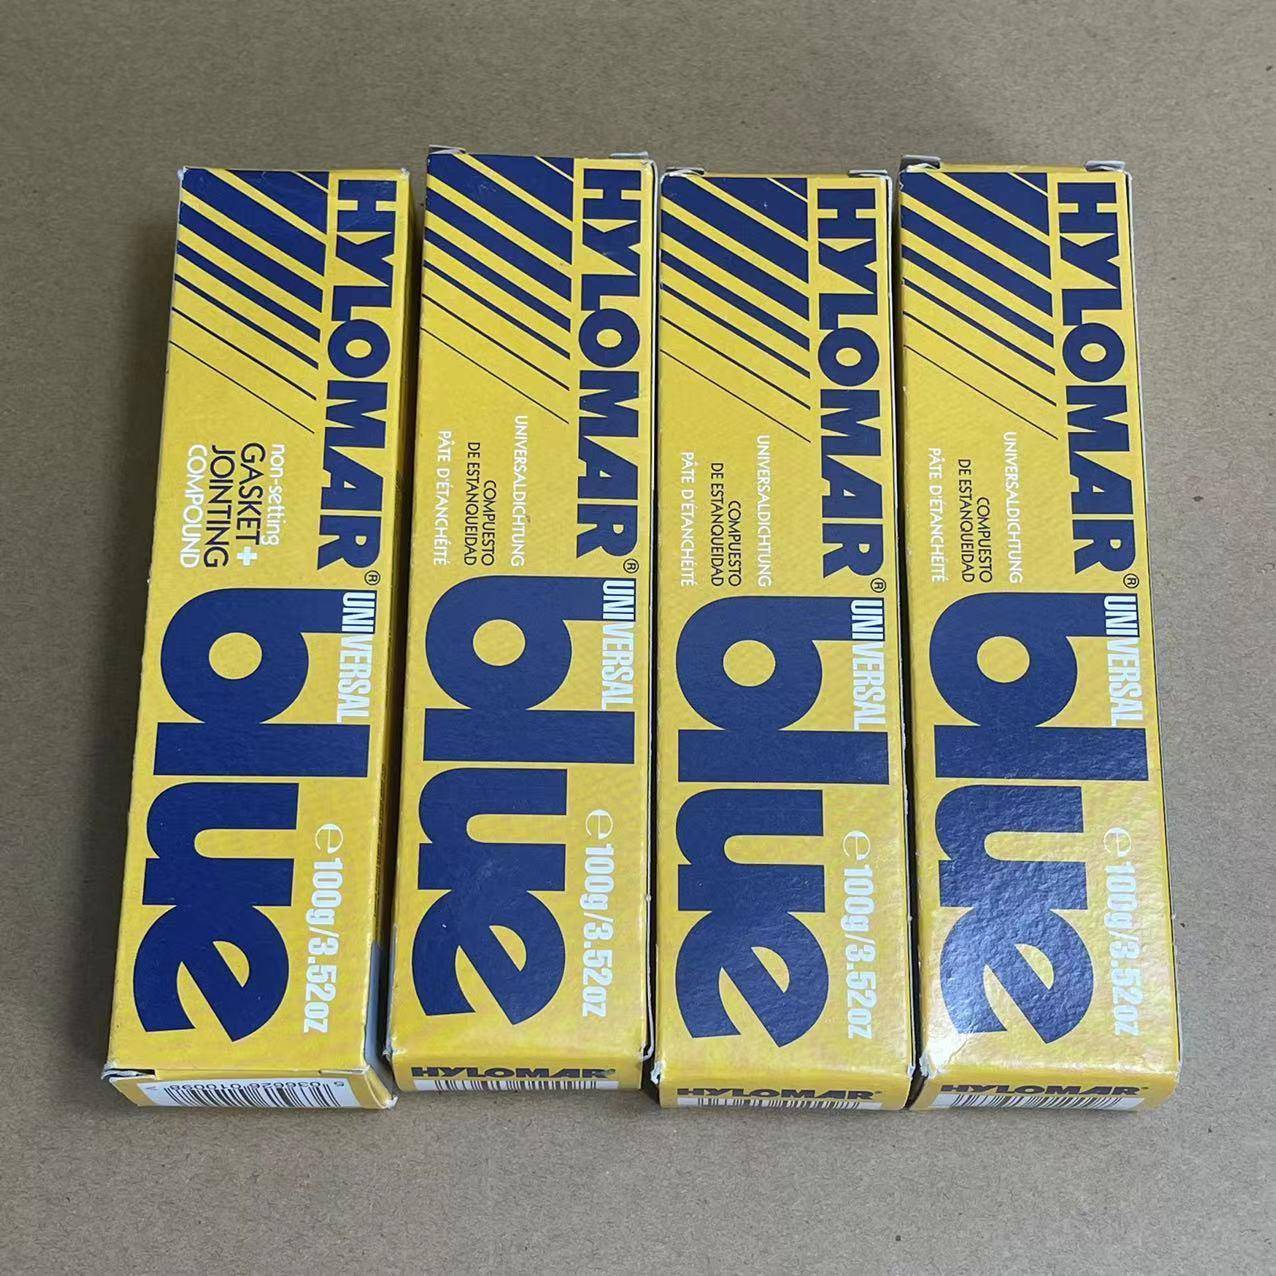 HYLOMAR®
non-setting
GASKET +
JOINTING
COMPOUND
UNIVERSAL
blue
e 100g/3.52oz
HYLOMAR®
UNIVERSALDICHTUNG
COMPUESTO
DE ESTANQUEIDAD
PÂTE D'ÉTANCHÉITÉ
UNIVERSAL
blue
e 100g/3.52oz
HYLOMAR®
HYLOMAR®
UNIVERSALDICHTUNG
COMPUESTO
DE ESTANQUEIDAD
PÂTE D'ÉTANCHÉITÉ
UNIVERSAL
blue
e 100g/3.52oz
HYLOMAR®
HYLOMAR®
UNIVERSALDICHTUNG
COMPUESTO
DE ESTANQUEIDAD
PÂTE D'ÉTANCHÉITÉ
UNIVERSAL
blue
e 100g/3.52oz
HYLOMAR®